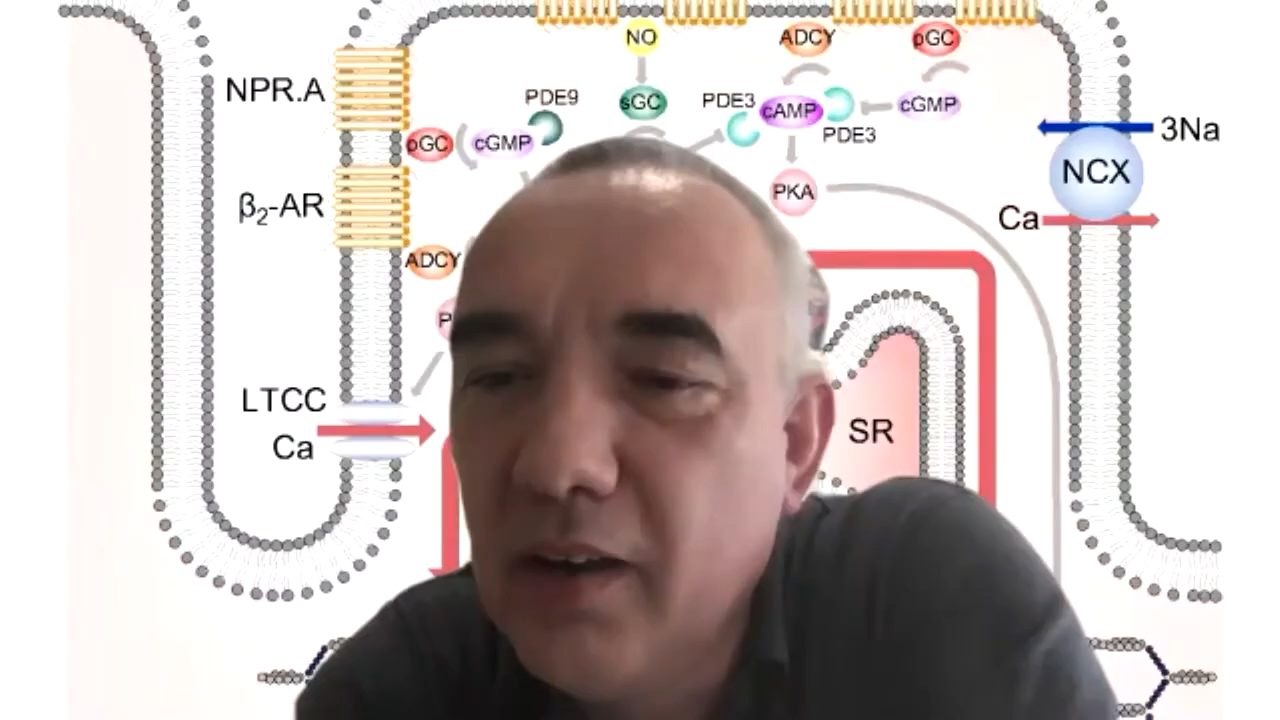 NO
ADCY
pGC
NPR.A
PDE9
sGC
PDE3
cAMP
cGMP
PDE3
3Na
pGC
cGMP
NCX
PKA
β₂-AR
Ca
ADCY
LTCC
SR
Ca